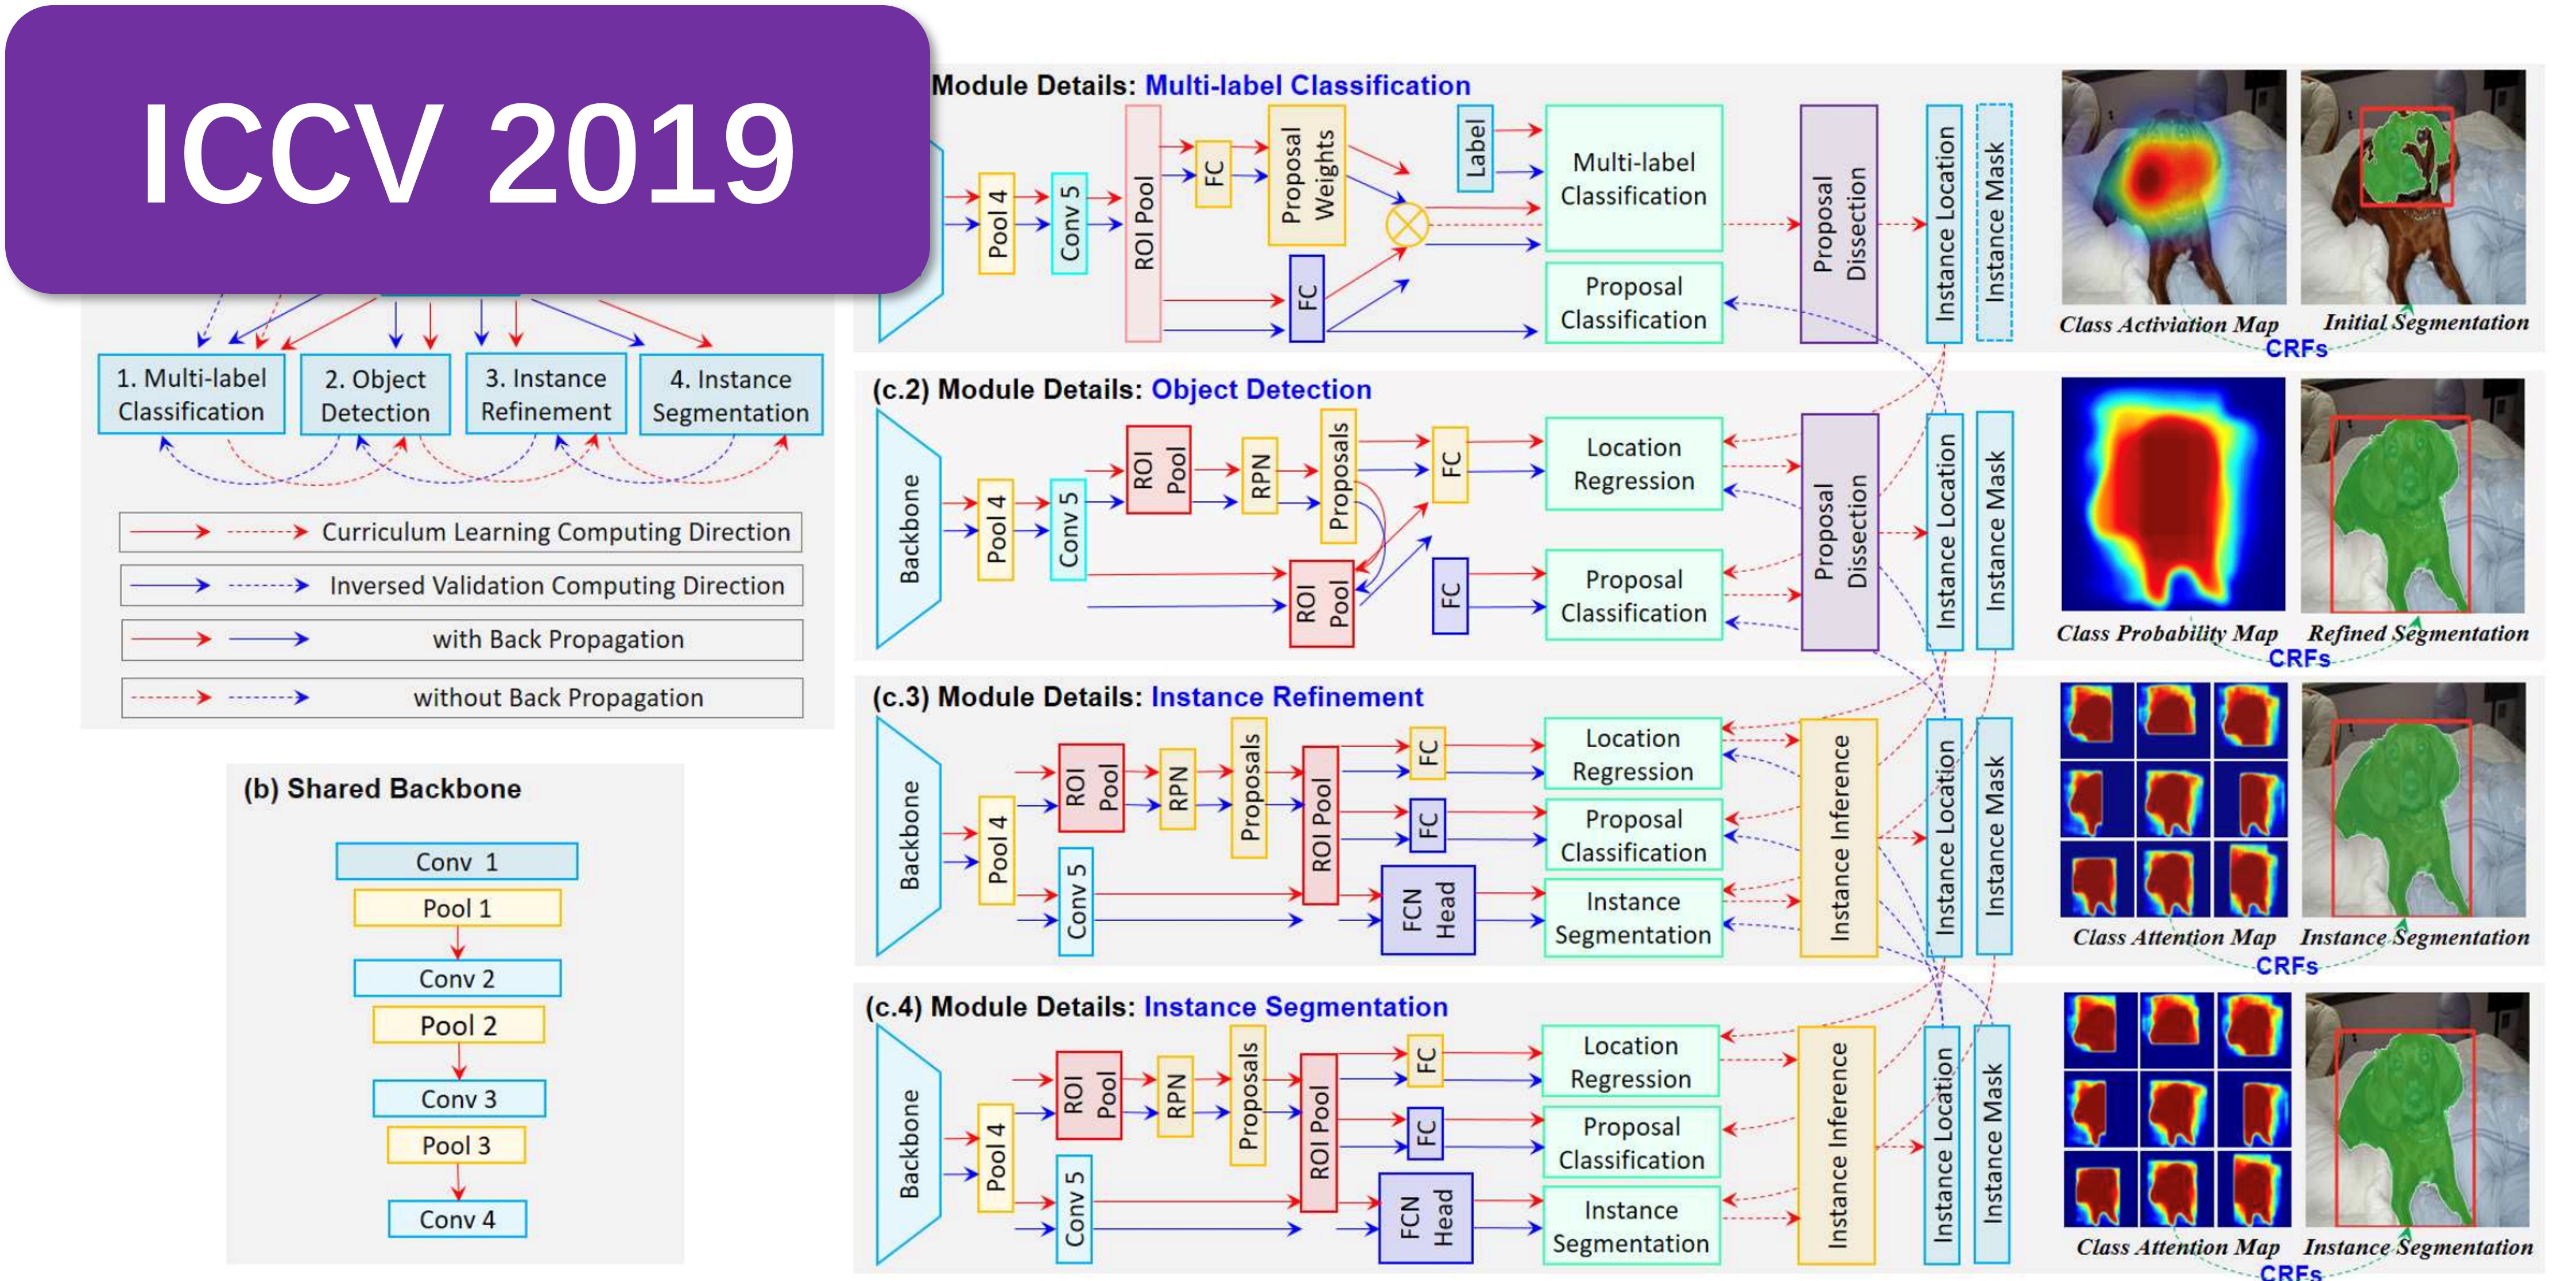 ICCV 2019
1. Multi-label
Classification
2. Object
Detection
3. Instance
Refinement
4. Instance
Segmentation
Curriculum Learning Computing Direction
Inversed Validation Computing Direction
with Back Propagation
without Back Propagation
(b) Shared Backbone
Conv 1
Pool 1
Conv 2
Pool 2
Conv 3
Pool 3
Conv 4
Module Details: Multi-label Classification
Pool 4
Conv 5
ROI Pool
FC
Proposal
Weights
FC
Label
Multi-label
Classification
Proposal
Classification
Proposal
Dissection
Instance Location
Instance Mask
Class Activiation Map
Initial Segmentation
CRFs
(c.2) Module Details: Object Detection
Backbone
Pool 4
Conv 5
ROI
Pool
RPN
Proposals
ROI
Pool
FC
FC
Location
Regression
Proposal
Classification
Proposal
Dissection
Instance Location
Instance Mask
Class Probability Map
Refined Segmentation
CRFs
(c.3) Module Details: Instance Refinement
Backbone
Pool 4
ROI
Pool
RPN
Proposals
Conv 5
ROI Pool
FC
FC
FCN
Head
Location
Regression
Proposal
Classification
Instance
Segmentation
Instance Inference
Instance Location
Instance Mask
Class Attention Map
Instance Segmentation
CRFs
(c.4) Module Details: Instance Segmentation
Backbone
Pool 4
ROI
Pool
RPN
Proposals
Conv 5
ROI Pool
FC
FC
FCN
Head
Location
Regression
Proposal
Classification
Instance
Segmentation
Instance Inference
Instance Location
Instance Mask
Class Attention Map
Instance Segmentation
CRFs